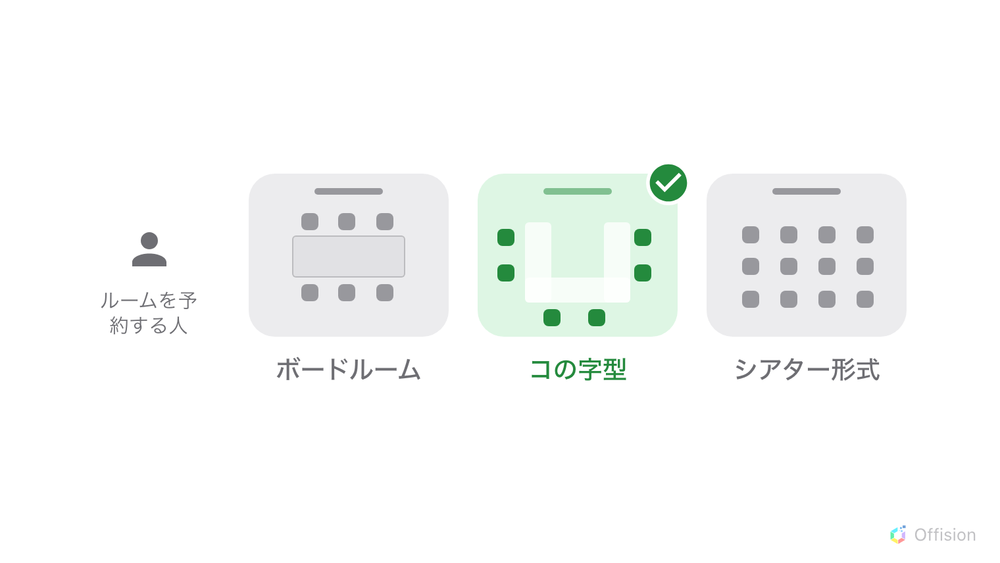 ルームを予
約する人
ボードルーム
コの字型
シアター形式
Offision